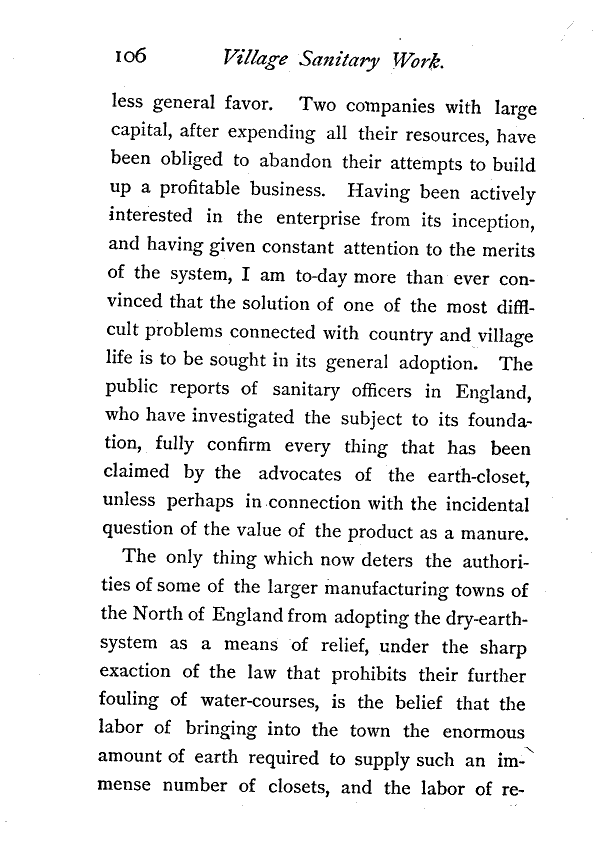 106 Village Sanitary Work.
less general favor. Two companies with large
capital, after expending all their resources, have
been obliged to abandon their attempts to build
up a profitable business. Having been actively
interested in the enterprise from its inception,
and having given constant attention to the merits
of the system, I am to-day more than ever con-
vinced that the solution of one of the most diffi-
cult problems connected with country and village
life is to be sought in its general adoption. The
public reports of sanitary officers in England,
who have investigated the subject to its founda-
tion, fully confirm every thing that has been
claimed by the advocates of the earth-closet,
unless perhaps in connection with the incidental
question of the value of the product as a manure.
The only thing which now deters the authori-
ties of some of the larger manufacturing towns of
the North of England from adopting the dry-earth-
system as a means of relief, under the sharp
exaction of the law that prohibits their further
fouling of water-courses, is the belief that the
labor of bringing into the town the enormous
amount of earth required to supply such an im-
mense number of closets, and the labor of re-